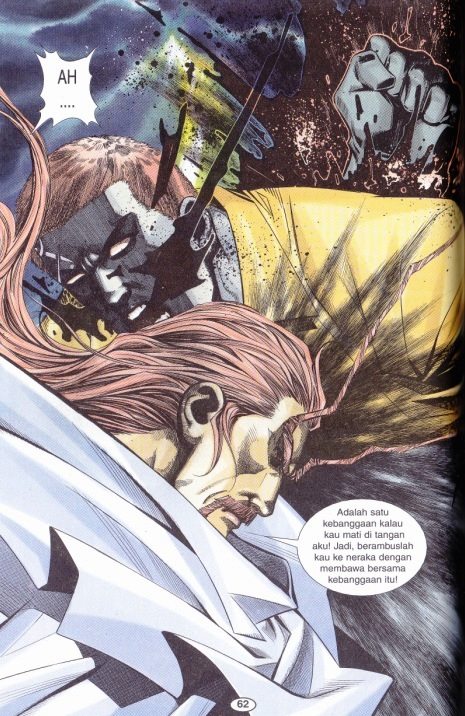 AH
....
Adalah satu
kebanggaan kalau
kau mati di tangan
aku! Jadi, berambuslah
kau ke neraka dengan
membawa bersama
kebanggaan itu!
62